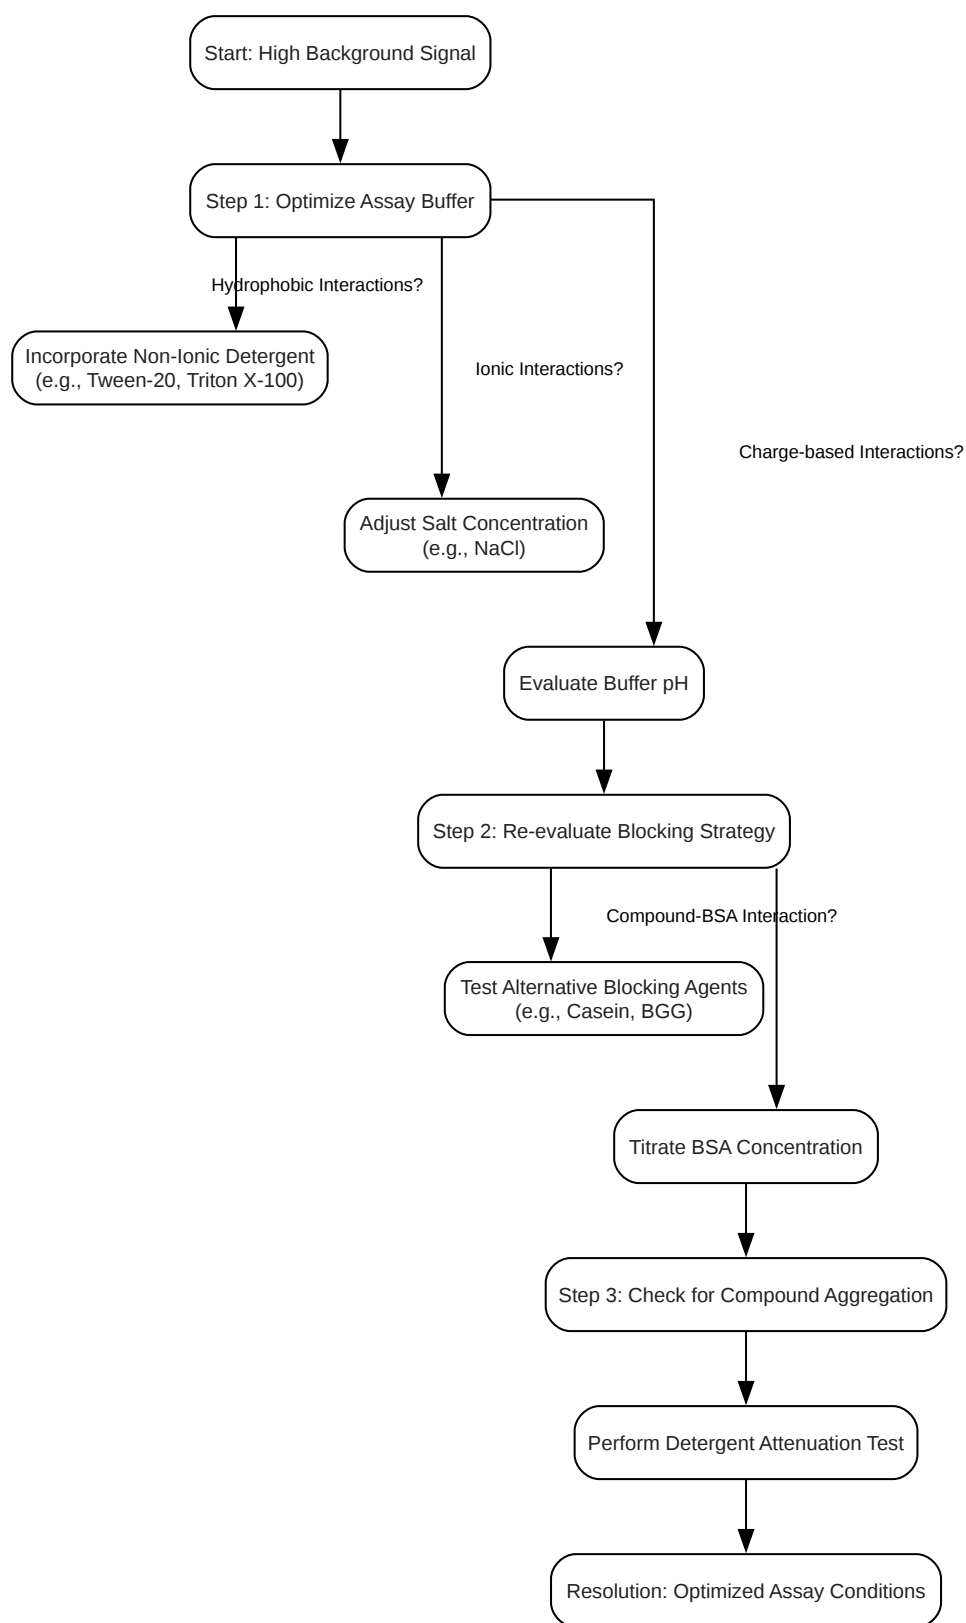 Start: High Background Signal
Step 1: Optimize Assay Buffer
Hydrophobic Interactions?
Incorporate Non-Ionic Detergent
(e.g., Tween-20, Triton X-100)
Ionic Interactions?
Charge-based Interactions?
Adjust Salt Concentration
(e.g., NaCl)
Evaluate Buffer pH
Step 2: Re-evaluate Blocking Strategy
Compound-BSA Interaction?
Test Alternative Blocking Agents
(e.g., Casein, BGG)
Titrate BSA Concentration
Step 3: Check for Compound Aggregation
Perform Detergent Attenuation Test
Resolution: Optimized Assay Conditions